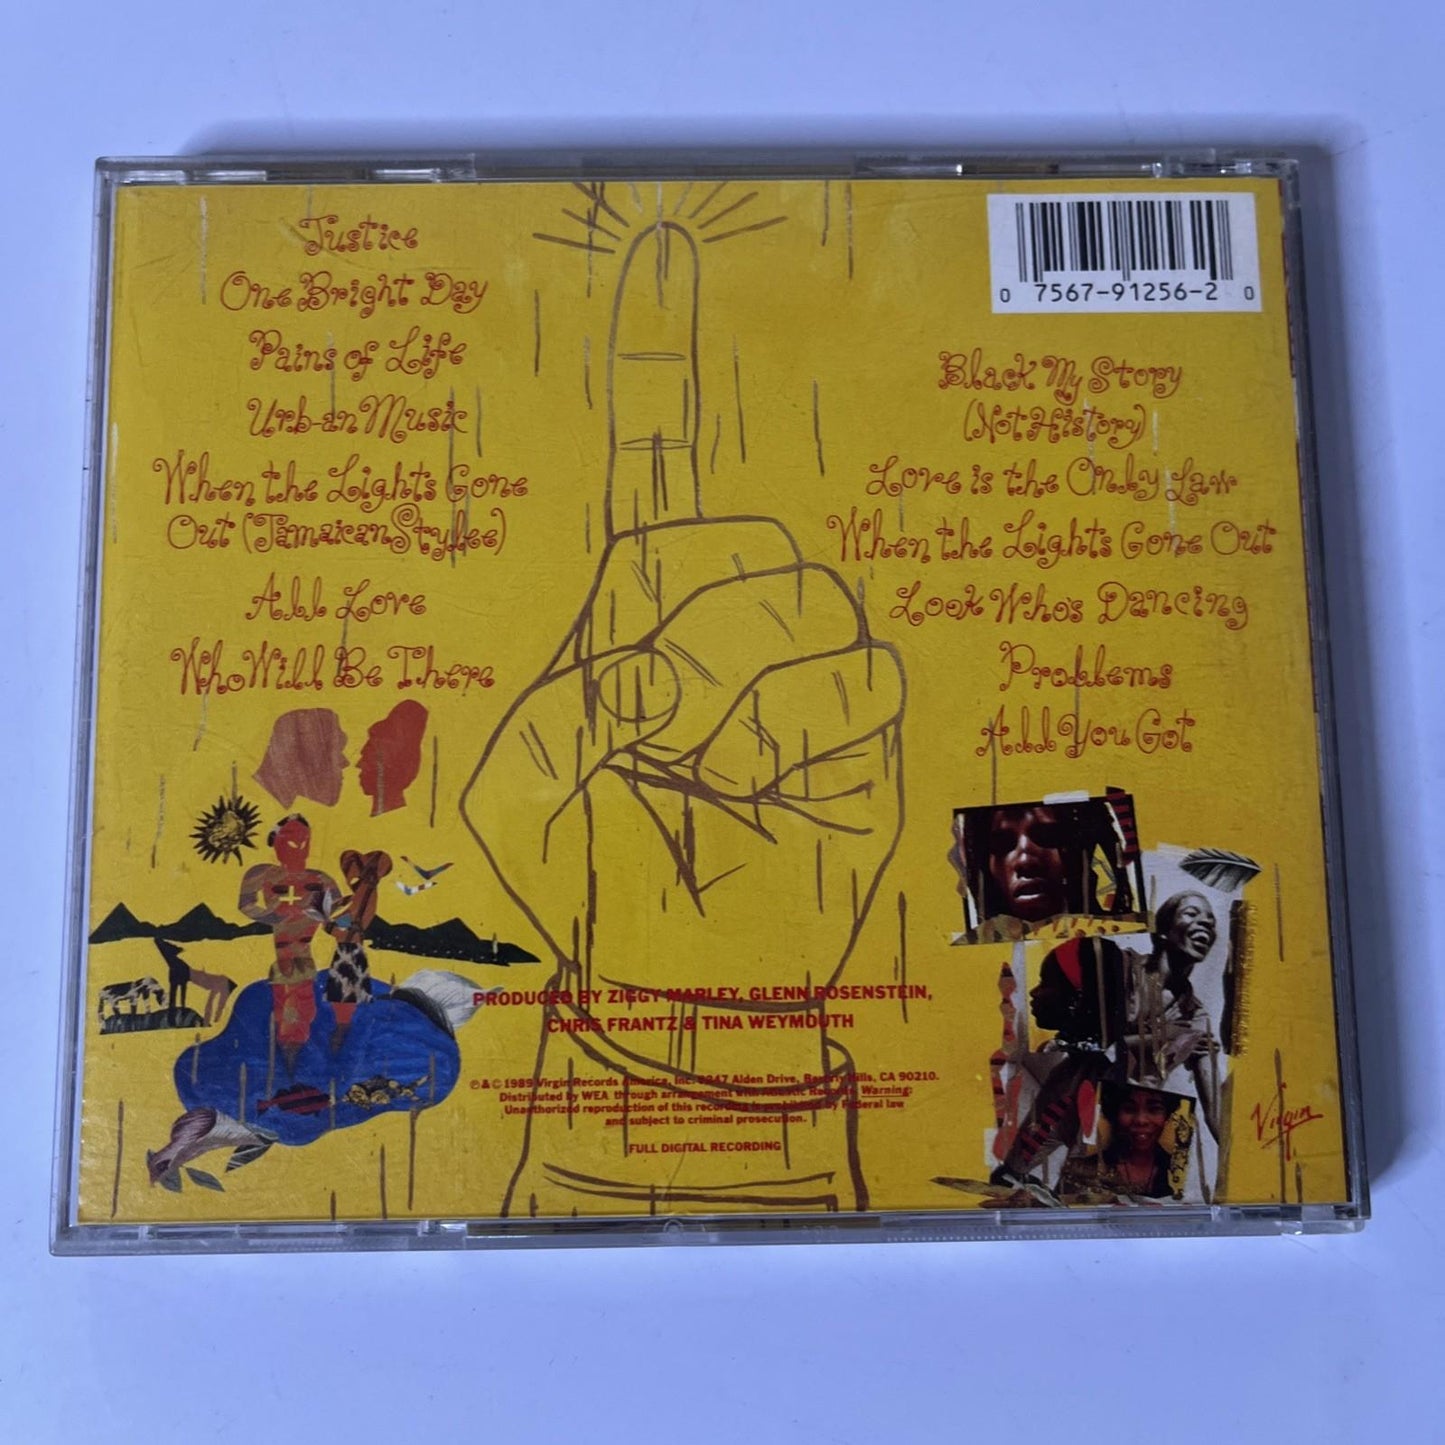 Justice
One Bright Day
Pains of Life
Urb-an Music
When the Lights Gone
Out (Jamaican Stylee)
All Love
Who Will Be There
0 7567-91256-2 0
Black My Story
(Not History)
Love is the Only Law
When the Lights Gone Out
Look Who's Dancing
Problems
All You Got
PRODUCED BY ZIGGY MARLEY, GLENN ROSENSTEIN,
CHRIS FRANTZ & TINA WEYMOUTH
℗ & © 1989 Virgin Records America, Inc. 9247 Alden Drive, Beverly Hills, CA 90210.
Distributed by WEA through arrangement with Atlantic Records. Warning:
Unauthorized reproduction of this recording is prohibited by Federal law
and subject to criminal prosecution.
FULL DIGITAL RECORDING
Virgin